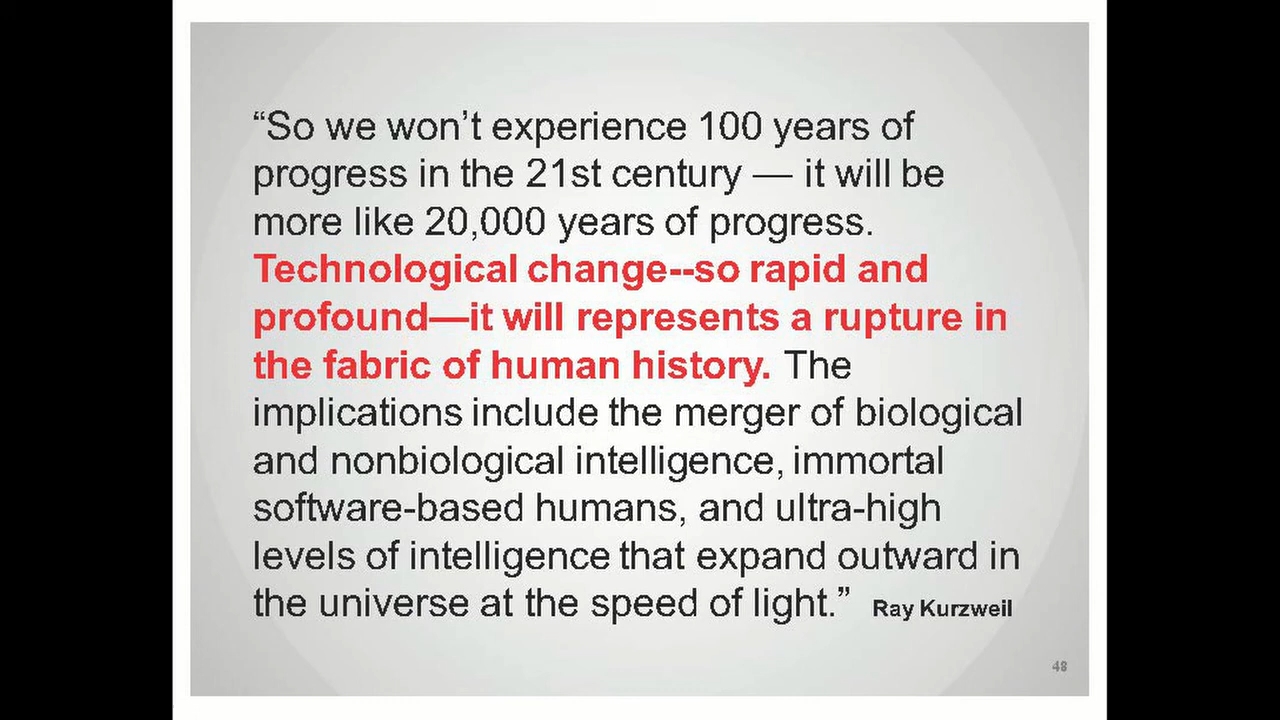 “So we won’t experience 100 years of
progress in the 21st century — it will be
more like 20,000 years of progress.
Technological change--so rapid and
profound—it will represents a rupture in
the fabric of human history. The
implications include the merger of biological
and nonbiological intelligence, immortal
software-based humans, and ultra-high
levels of intelligence that expand outward in
the universe at the speed of light.” Ray Kurzweil
48